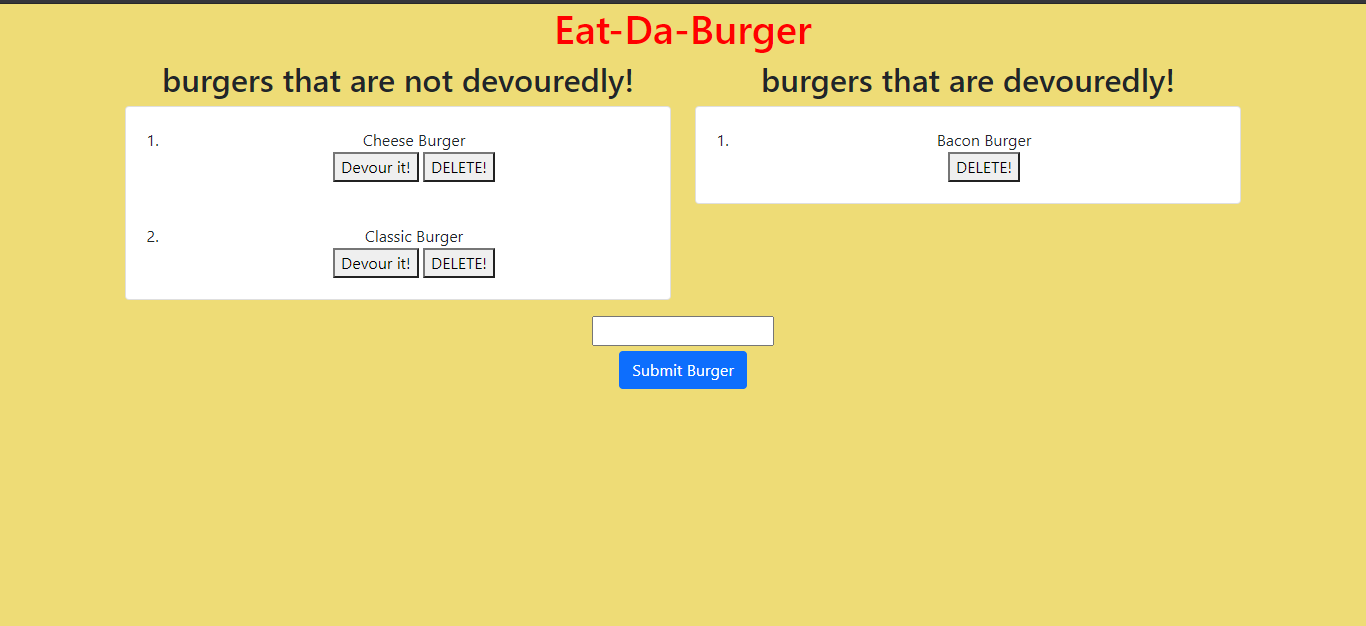 Eat-Da-Burger
burgers that are not devouredly!
1. Cheese Burger
Devour it! DELETE!
2. Classic Burger
Devour it! DELETE!
burgers that are devouredly!
1. Bacon Burger
DELETE!
Submit Burger